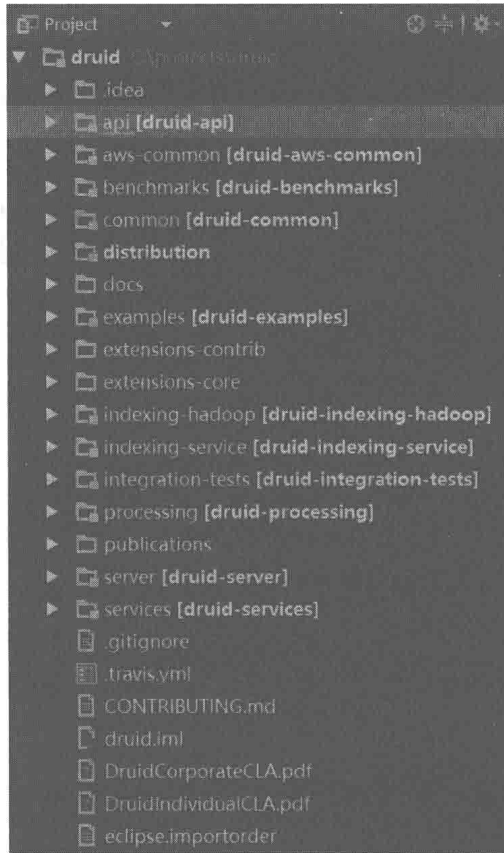 Project
druid
.idea
api [druid-api]
aws-common [druid-aws-common]
benchmarks [druid-benchmarks]
common [druid-common]
distribution
docs
examples [druid-examples]
extensions-contrib
extensions-core
indexing-hadoop [druid-indexing-hadoop]
indexing-service [druid-indexing-service]
integration-tests [druid-integration-tests]
processing [druid-processing]
publications
server [druid-server]
services [druid-services]
.gitignore
.travis.yml
CONTRIBUTING.md
druid.iml
DruidCorporateCLA.pdf
DruidIndividualCLA.pdf
eclipse.importorder